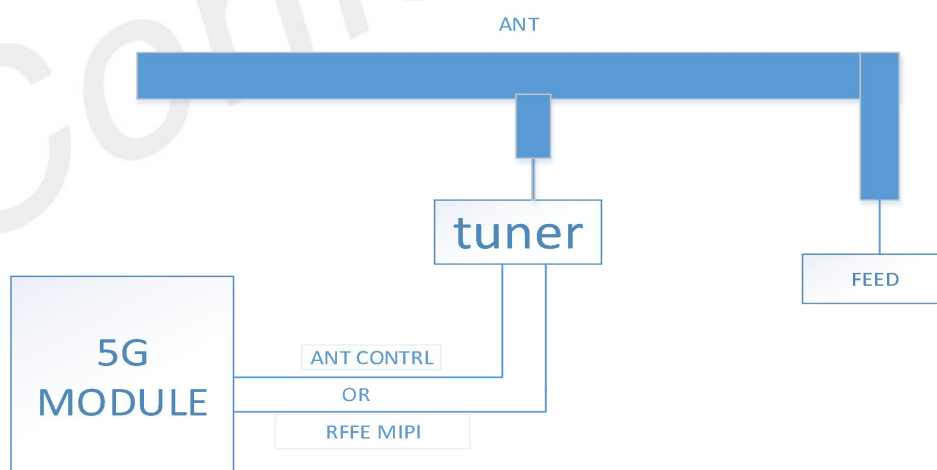 ANT
tuner
FEED
5G
MODULE
ANT CONTRL
OR
RFFE MIPI